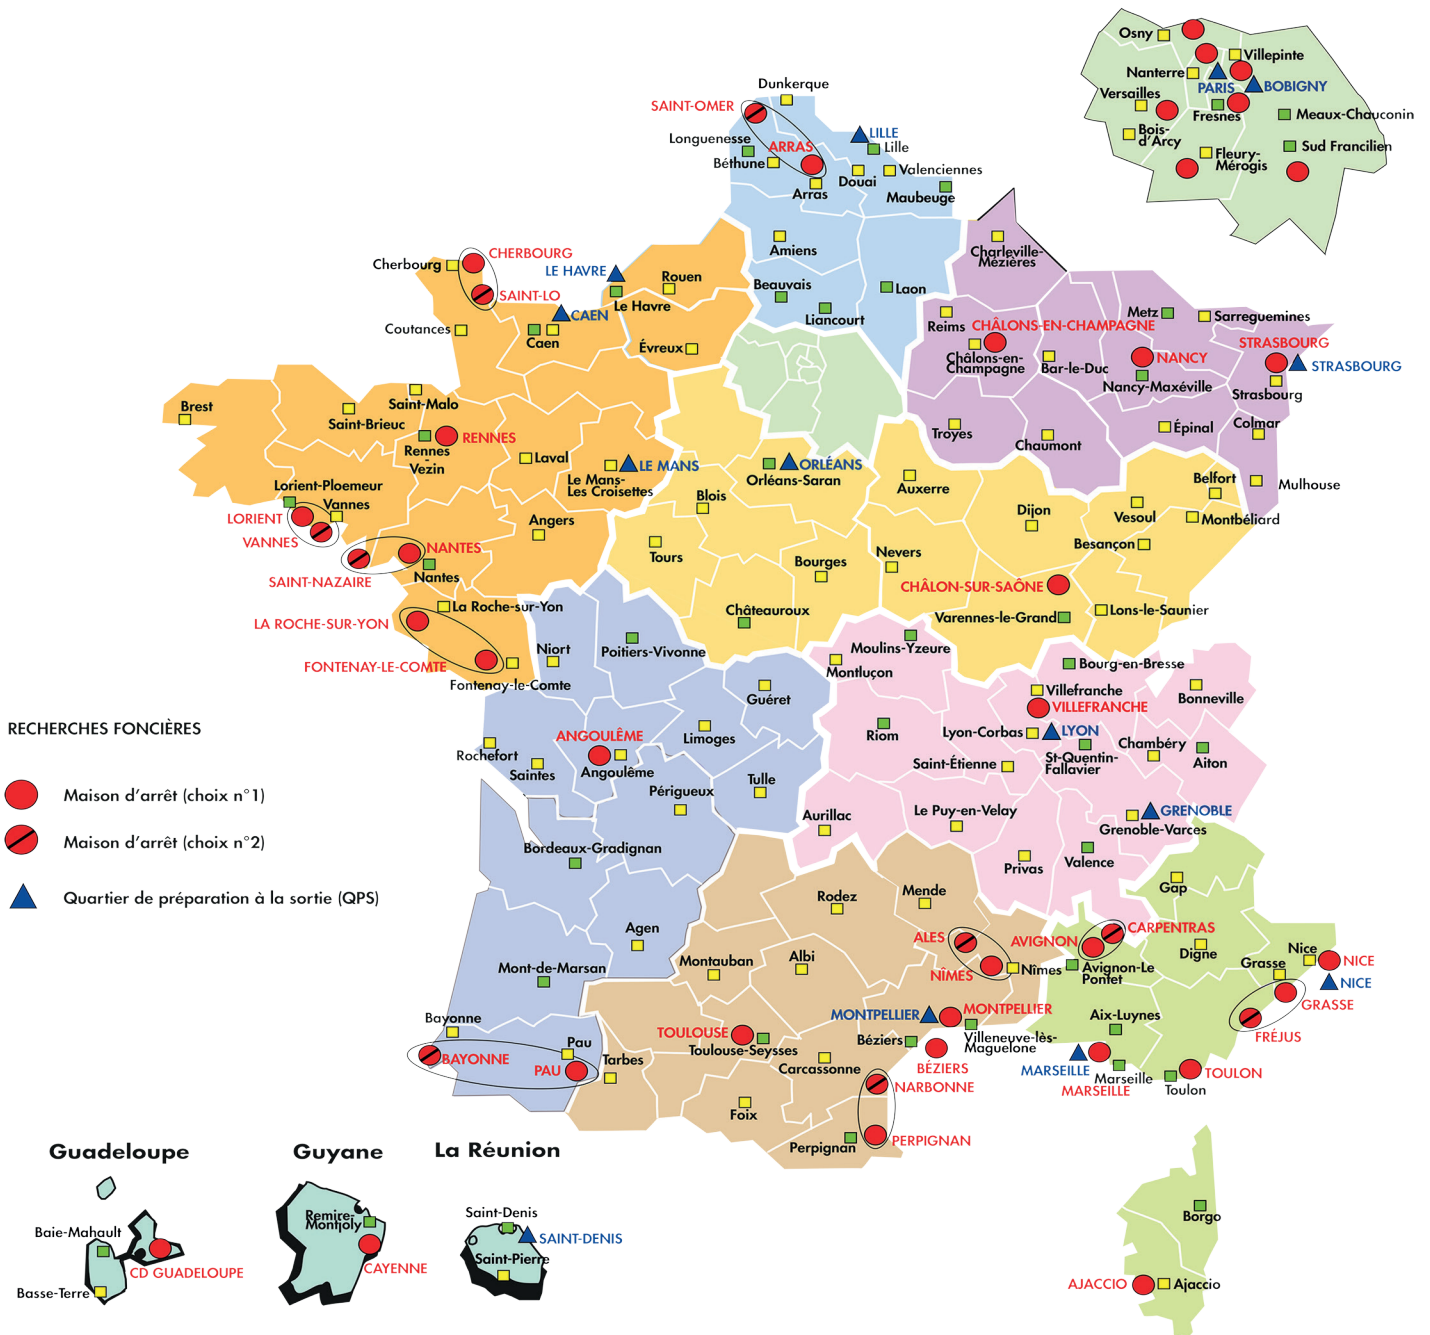 Osny
Villepinte
Nanterre
PARIS
BOBIGNY
Versailles
Fresnes
Meaux-Chauconin
Bois-
d'Arcy
Fleury-
Mérogis
Sud Francilien
Dunkerque
SAINT-OMER
LILLE
Longuenesse
ARRAS
Lille
Béthune
Valenciennes
Douai
Arras
Maubeuge
Amiens
Charleville-
Mézières
CHERBOURG
Cherbourg
LE HAVRE
Rouen
Beauvais
Laon
SAINT-LO
Le Havre
Liancourt
CAEN
Coutances
Caen
Évreux
Reims
CHÂLONS-EN-CHAMPAGNE
Metz
Sarreguemines
Châlons-en-
Champagne
Bar-le-Duc
NANCY
STRASBOURG
STRASBOURG
Nancy-Maxéville
Strasbourg
Brest
Saint-Malo
Saint-Brieuc
RENNES
Rennes
-
Vezin
Laval
Le Mans-
Les Croisettes
LE MANS
ORLÉANS
Orléans-Saran
Troyes
Chaumont
Épinal
Colmar
Lorient-Ploemeur
Vannes
LORIENT
VANNES
Angers
Blois
Auxerre
Dijon
Belfort
Mulhouse
Vesoul
Montbéliard
NANTES
SAINT-NAZAIRE
Nantes
Tours
Bourges
Nevers
Besançon
CHÂLON-SUR-SAÔNE
La Roche-sur-Yon
LA ROCHE-SUR-YON
Châteauroux
Varennes-le-Grand
Lons-le-Saunier
FONTENAY-LE-COMTE
Fontenay-le-Comte
Niort
Poitiers-Vivonne
Moulins-Yzeure
Montluçon
Bourg-en-Bresse
Villefranche
VILLEFRANCHE
Bonneville
Guéret
RECHERCHES FONCIÈRES
Maison d'arrêt (choix n°1)
Maison d'arrêt (choix n°2)
Quartier de préparation à la sortie (QPS)
Rochefort
Saintes
ANGOULÊME
Angoulême
Limoges
Riom
Lyon-Corbas
LYON
St-Quentin-
Fallavier
Chambéry
Aiton
Saint-Étienne
Périgueux
Tulle
Aurillac
Le Puy-en-Velay
GRENOBLE
Grenoble-Varces
Bordeaux-Gradignan
Privas
Valence
Gap
Rodez
Mende
Agen
ALES
AVIGNON
CARPENTRAS
Montauban
Albi
NÎMES
Nîmes
Avignon-Le
Pontet
Digne
Nice
NICE
NICE
Grasse
GRASSE
FRÉJUS
Mont-de-Marsan
Bayonne
BAYONNE
Pau
PAU
Tarbes
TOULOUSE
Toulouse-Seysses
MONTPELLIER
MONTPELLIER
Béziers
Villeneuve-lès-
Maguelone
BÉZIERS
Carcassonne
NARBONNE
Foix
Perpignan
PERPIGNAN
Aix-Luynes
MARSEILLE
Marseille
MARSEILLE
TOULON
Toulon
Guadeloupe
Guyane
La Réunion
Baie-Mahault
CD GUADELOUPE
Basse-Terre
Remire-
Montjoly
CAYENNE
Saint-Denis
SAINT-DENIS
Saint-Pierre
Borgo
AJACCIO
Ajaccio